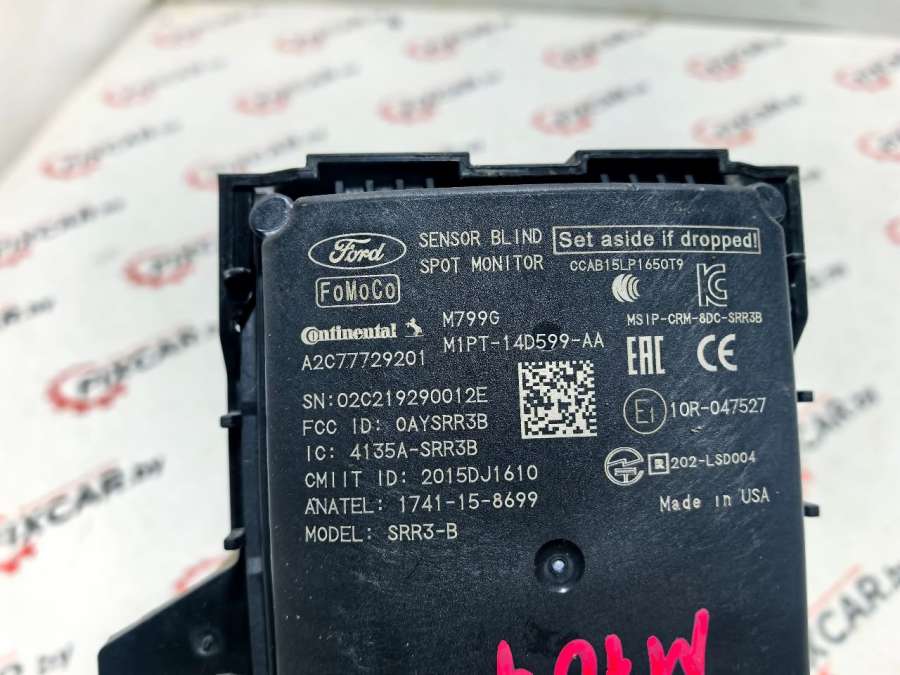 Ford
SENSOR BLIND
SPOT MONITOR
Set aside if dropped!
CCAB15LP1650T9
FoMoCo
MSIP-CRM-8DC-SRR3B
Continental
M799G
M1PT-14D599-AA
A2C77729201
EAC CE
SN:02C219290012E
FCC ID: OAYSRR3B
IC: 4135A-SRR3B
CMIIT ID: 2015DJ1610
ANATEL: 1741-15-8699
MODEL: SRR3-B
E1 10R-047527
R 202-LSD004
Made in USA
FIXCAR.BY